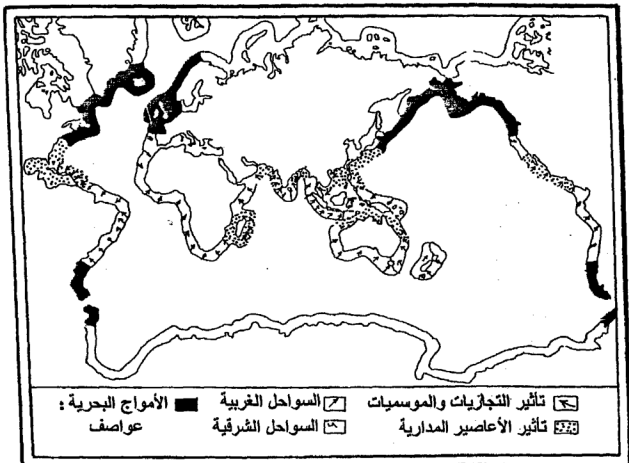 تأثير التجاريات والموسميات السواحل الغربية الأمواج البحرية :
تأثير الأعاصير المدارية السواحل الشرقية عواصف